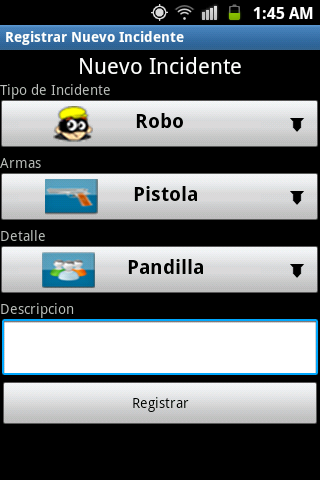 1:45 AM
Registrar Nuevo Incidente
Nuevo Incidente
Tipo de Incidente
Robo
Armas
Pistola
Detalle
Pandilla
Descripcion
Registrar